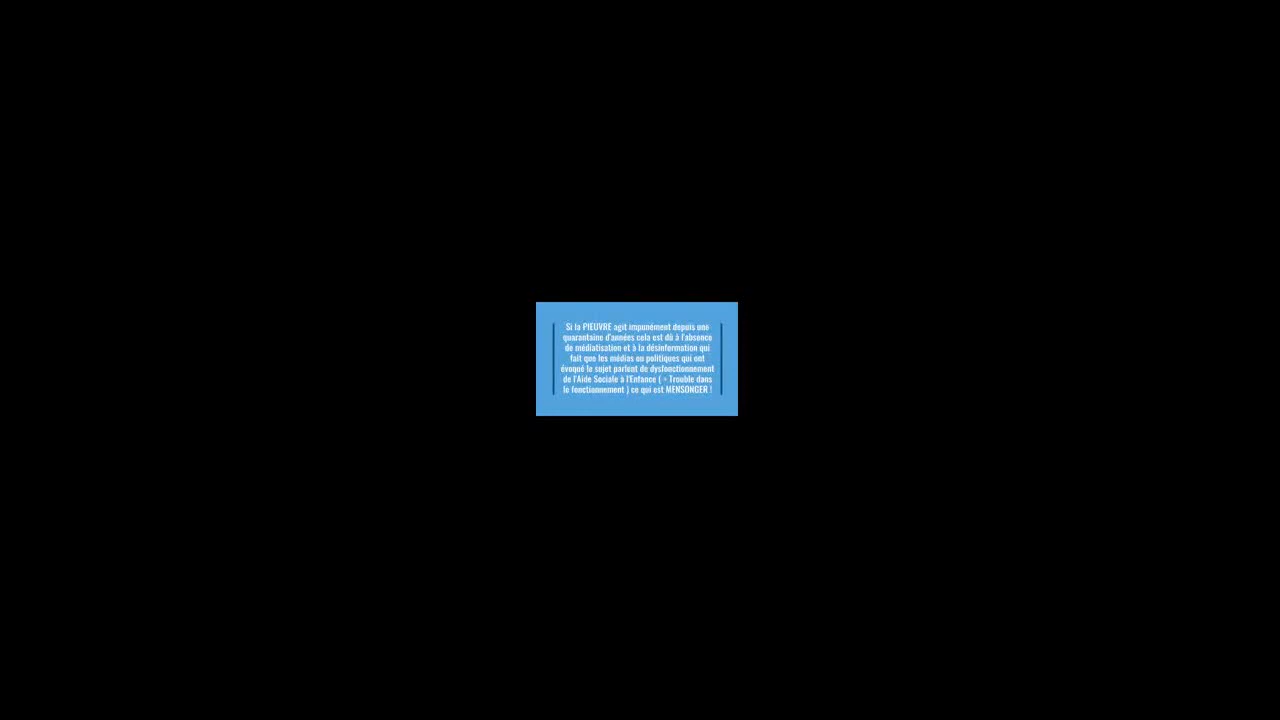 Si la PIEUVRE agit impunément depuis une
quarantaine d'années cela est dû à l'absence
de médiatisation et à la désinformation qui
fait que les médias ou politiques qui ont
évoqué le sujet parlent de dysfonctionnement
de l'Aide Sociale à l'Enfance ( = Trouble dans
le fonctionnement ) ce qui est MENSONGER !